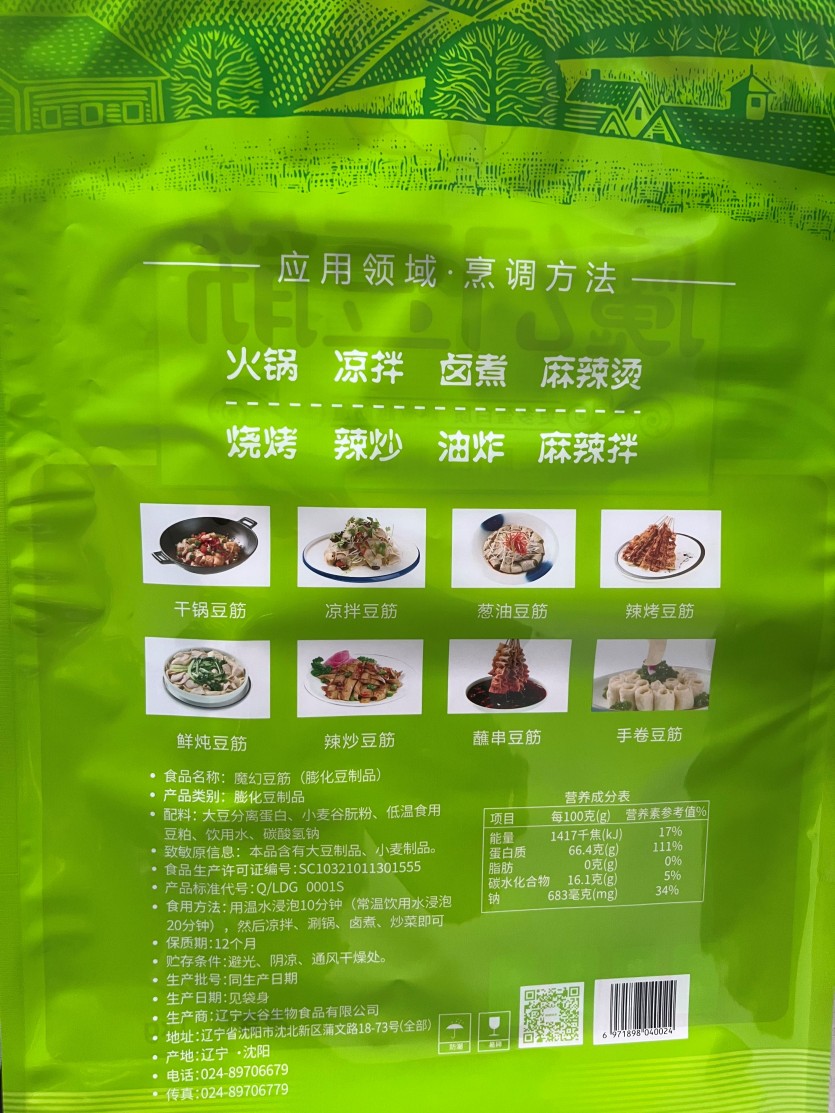 应用领域·烹调方法
火锅 凉拌 卤煮 麻辣烫
烧烤 辣炒 油炸 麻辣拌
干锅豆筋 凉拌豆筋 葱油豆筋 辣烤豆筋
鲜炖豆筋 辣炒豆筋 蘸串豆筋 手卷豆筋
• 食品名称：魔幻豆筋（膨化豆制品）
• 产品类别：膨化豆制品
• 配料：大豆分离蛋白、小麦谷朊粉、低温食用
豆粕、饮用水、碳酸氢钠
• 致敏原信息：本品含有大豆制品、小麦制品。
• 食品生产许可证编号：SC10321011301555
• 产品标准代号：Q/LDG 0001S
• 食用方法：用温水浸泡10分钟（常温饮用水浸泡
20分钟），然后凉拌、涮锅、卤煮、炒菜即可
• 保质期：12个月
• 贮存条件：避光、阴凉、通风干燥处。
• 生产批号：同生产日期
• 生产日期：见袋身
• 生产商：辽宁大谷生物食品有限公司
• 地址：辽宁省沈阳市沈北新区蒲文路18-73号(全部)
• 产地：辽宁·沈阳
• 电话：024-89706679
• 传真：024-89706779
营养成分表
项目 每100克(g) 营养素参考值%
能量 1417千焦(kJ) 17%
蛋白质 66.4克(g) 111%
脂肪 0克(g) 0%
碳水化合物 16.1克(g) 5%
钠 683毫克(mg) 34%
6 971898 040024